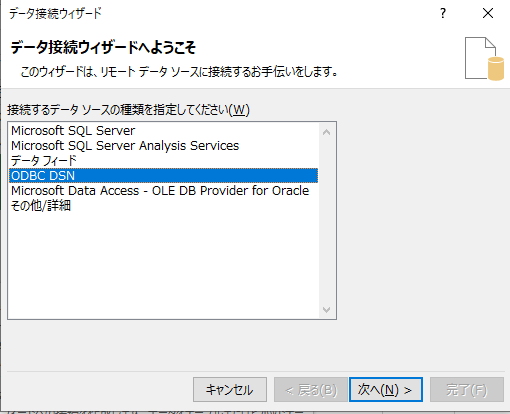 データ接続ウィザード
データ接続ウィザードへようこそ
このウィザードは、リモート データ ソースに接続するお手伝いをします。
接続するデータ ソースの種類を指定してください(W)
Microsoft SQL Server
Microsoft SQL Server Analysis Services
データ フィード
ODBC DSN
Microsoft Data Access - OLE DB Provider for Oracle
その他/詳細
キャンセル
< 戻る(B)
次へ(N) >
完了(F)